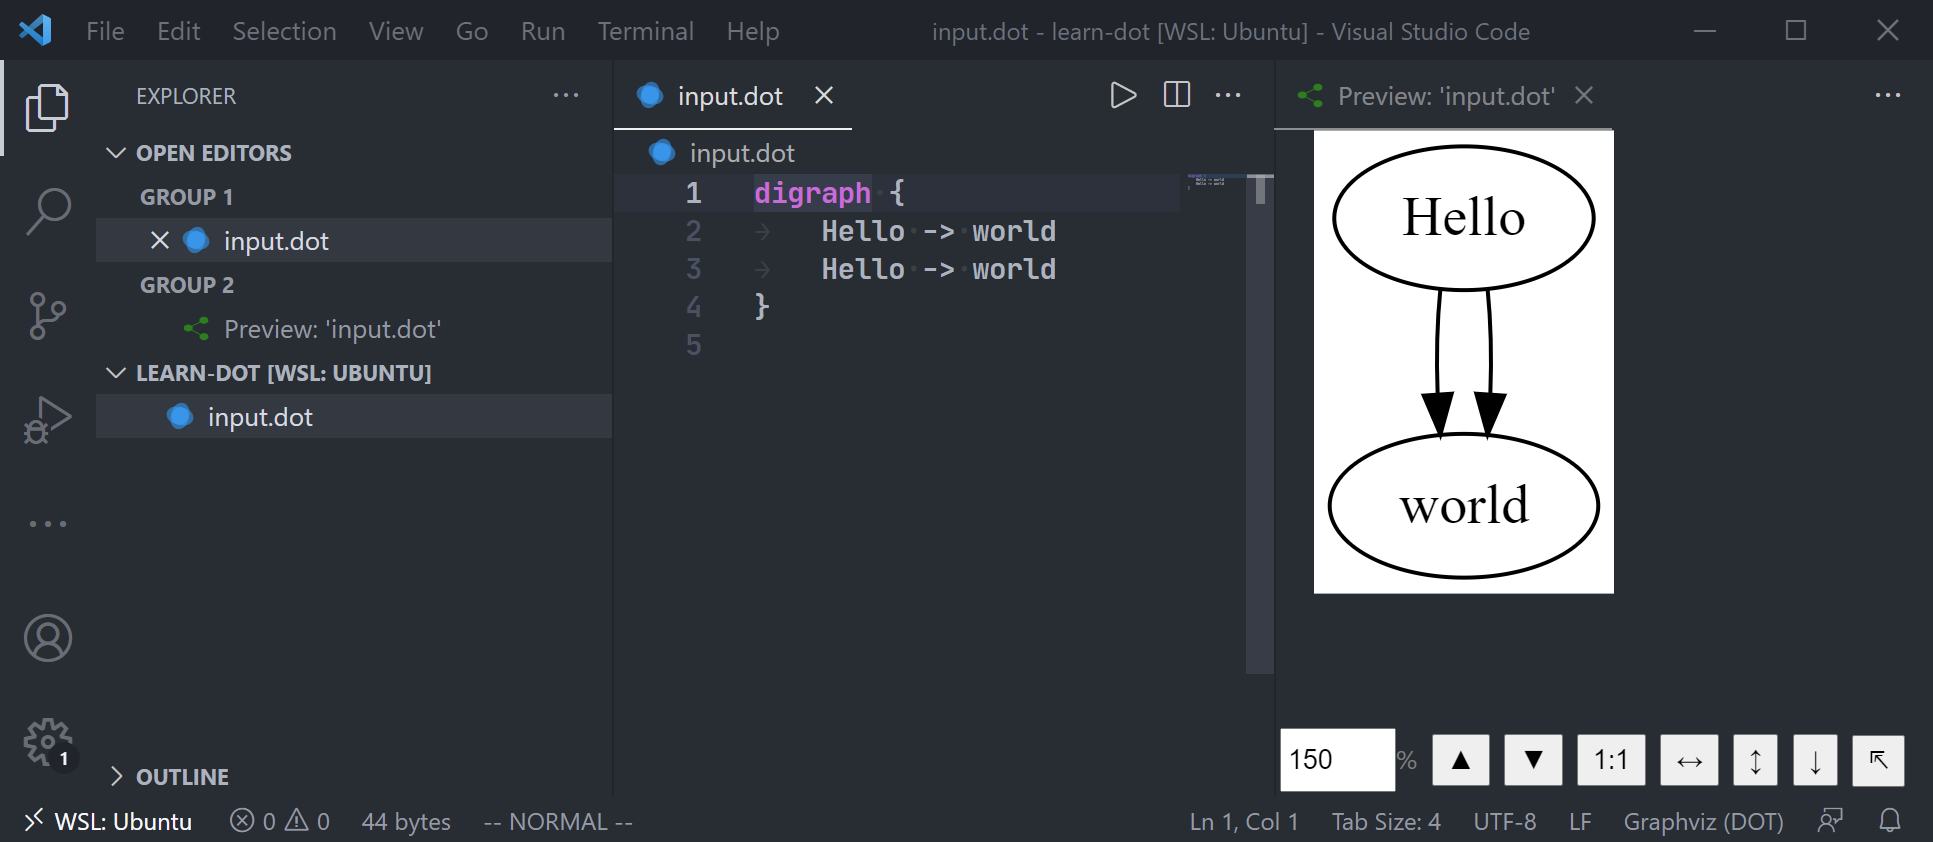 File Edit Selection View Go Run Terminal Help input.dot - learn-dot [WSL: Ubuntu] - Visual Studio Code
EXPLORER
OPEN EDITORS
GROUP 1
input.dot
GROUP 2
Preview: 'input.dot'
LEARN-DOT [WSL: UBUNTU]
input.dot
OUTLINE
1
input.dot
input.dot
1 digraph {
2 Hello -> world
3 Hello -> world
4 }
5
Preview: 'input.dot'
Hello
world
150 % ▲ ▼ 1:1 ↔ ↕ ↓ ↖
WSL: Ubuntu 0 0 44 bytes -- NORMAL -- Ln 1, Col 1 Tab Size: 4 UTF-8 LF Graphviz (DOT)